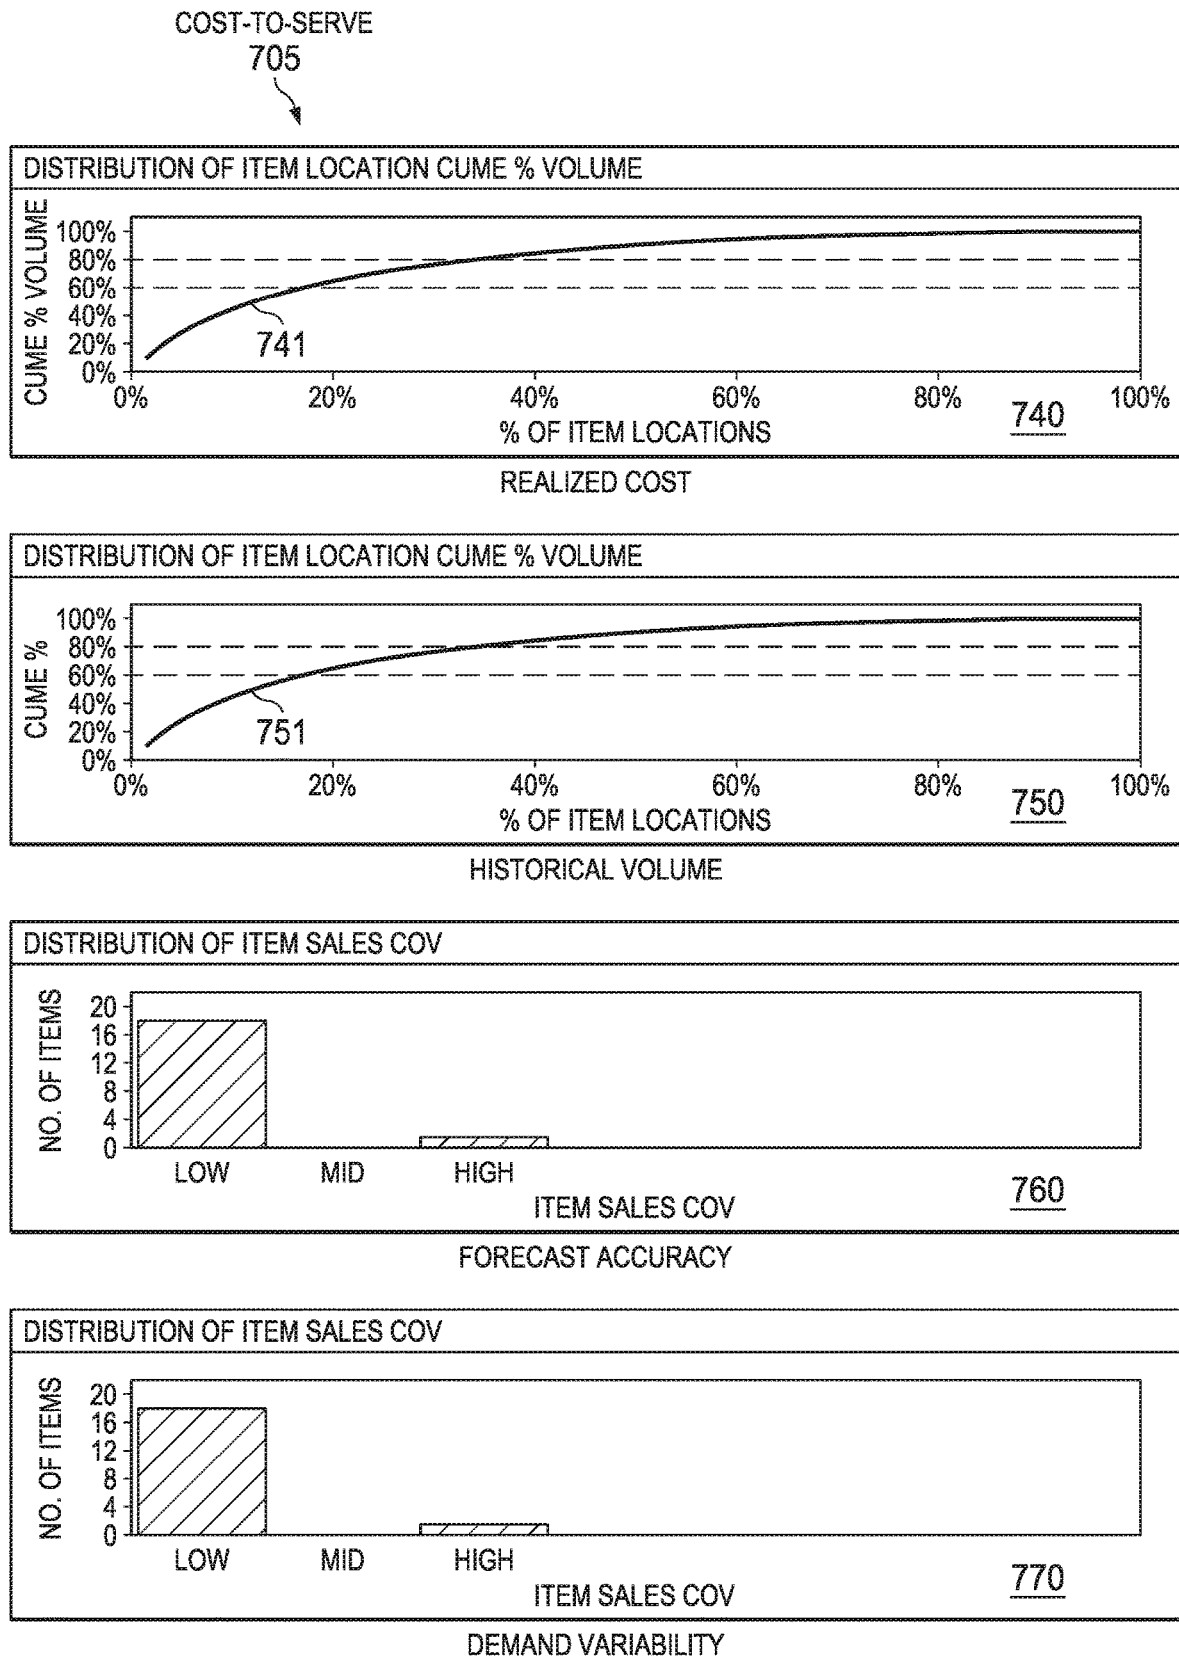 COST-TO-SERVE
705
DISTRIBUTION OF ITEM LOCATION CUME % VOLUME
CUME % VOLUME
100%
80%
60%
40%
20%
0%
741
0% 20% 40% 60% 80% 100%
% OF ITEM LOCATIONS
740
REALIZED COST
DISTRIBUTION OF ITEM LOCATION CUME % VOLUME
CUME %
100%
80%
60%
40%
20%
0%
751
0% 20% 40% 60% 80% 100%
% OF ITEM LOCATIONS
750
HISTORICAL VOLUME
DISTRIBUTION OF ITEM SALES COV
NO. OF ITEMS
20
16
12
8
4
0
LOW MID HIGH
ITEM SALES COV
760
FORECAST ACCURACY
DISTRIBUTION OF ITEM SALES COV
NO. OF ITEMS
20
16
12
8
4
0
LOW MID HIGH
ITEM SALES COV
770
DEMAND VARIABILITY